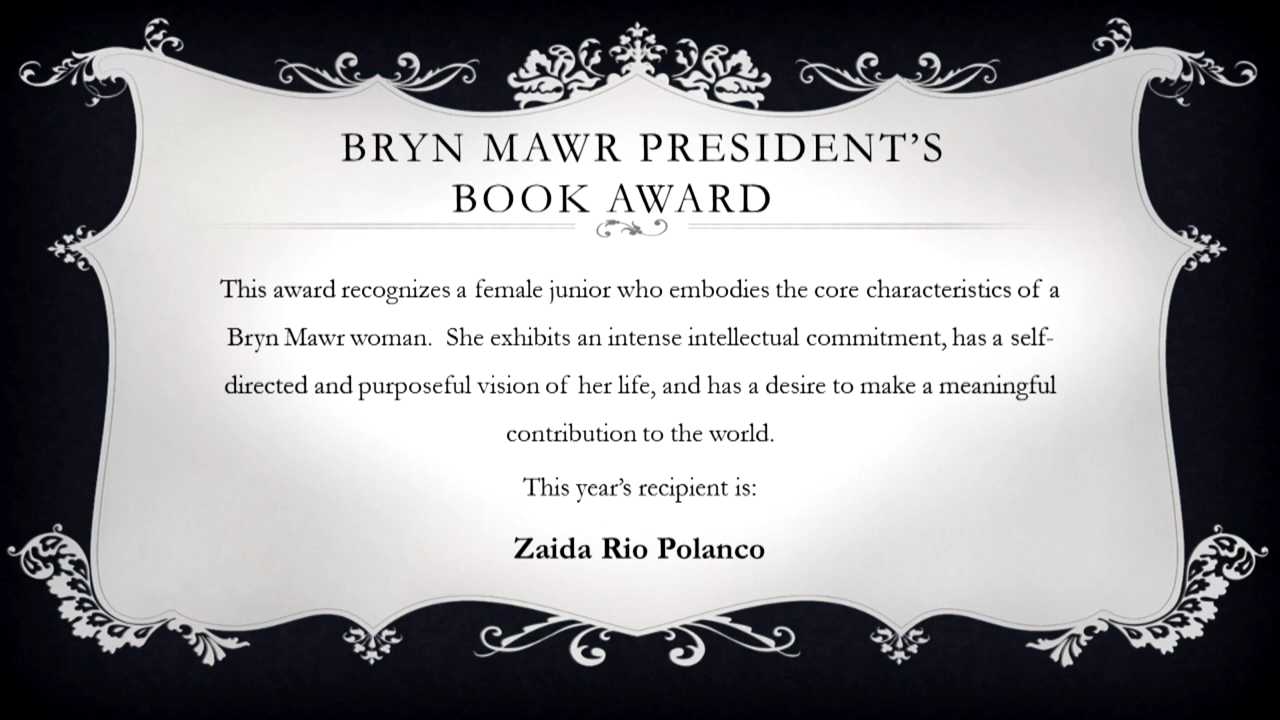 BRYN MAWR PRESIDENT’S
BOOK AWARD
This award recognizes a female junior who embodies the core characteristics of a
Bryn Mawr woman.  She exhibits an intense intellectual commitment, has a self-
directed and purposeful vision of her life, and has a desire to make a meaningful
contribution to the world.
This year’s recipient is:
Zaida Rio Polanco